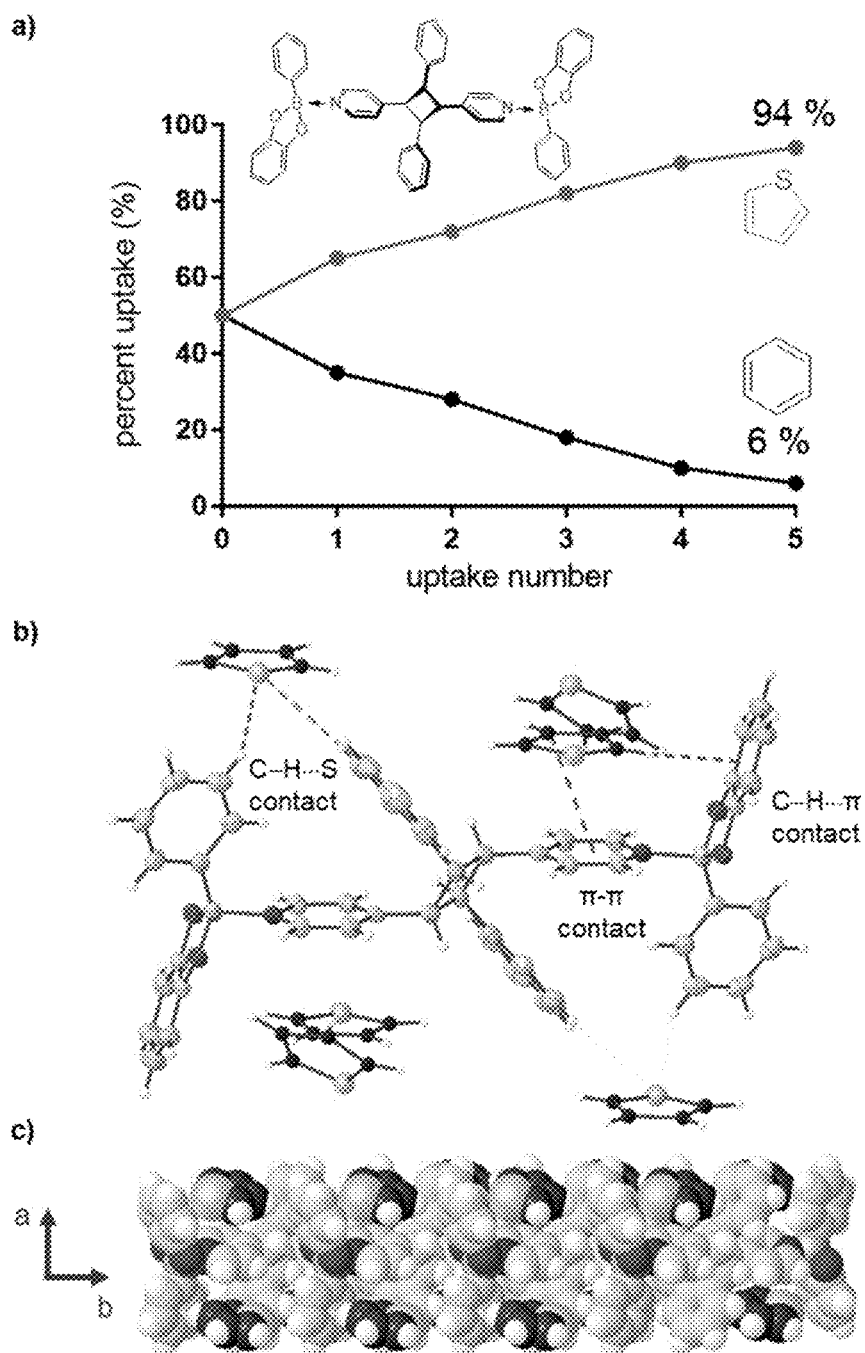 a)
N
N
O
O
O
O
B
B
100
80
60
40
20
0
percent uptake (%)
94 %
S
6 %
0 1 2 3 4 5
uptake number
b)
C–H···S
contact
C–H···π
contact
π-π
contact
c)
a
b